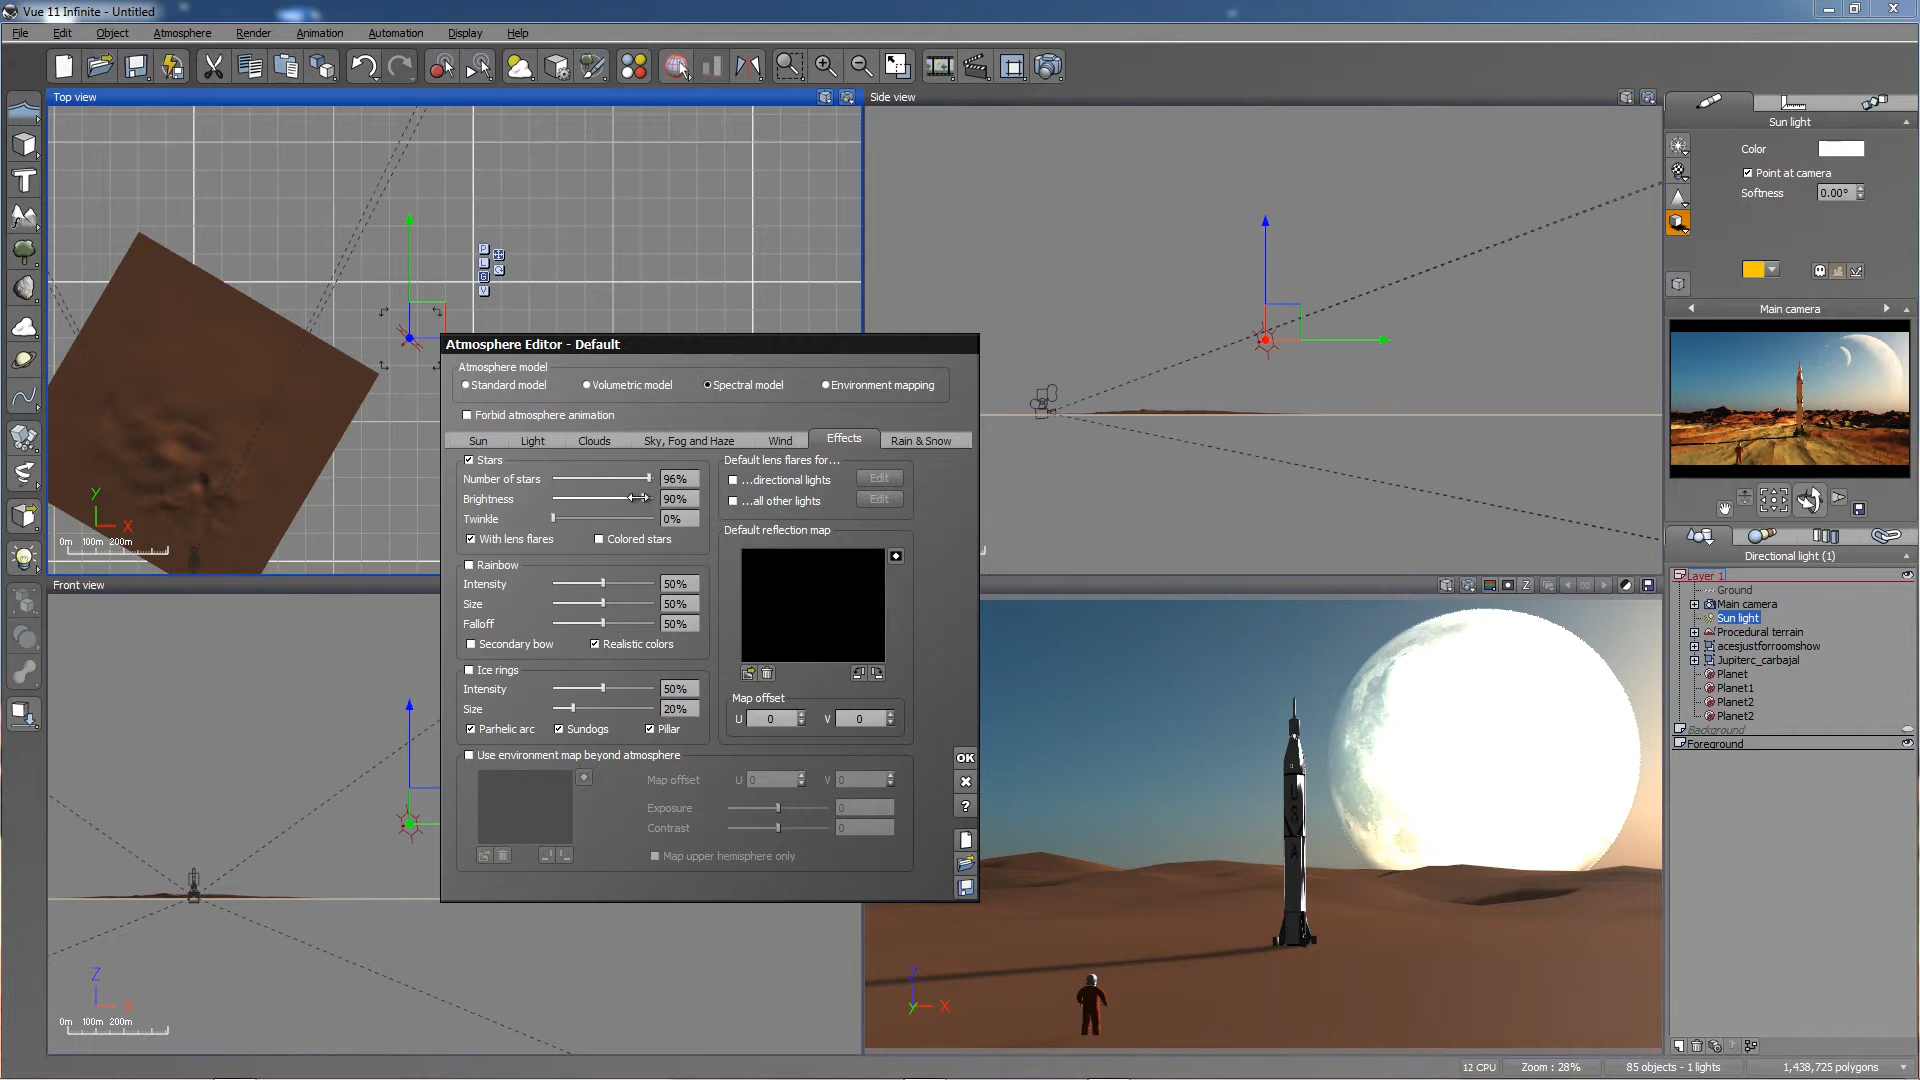 Vue 11 Infinite - Untitled
File Edit Object Atmosphere Render Animation Automation Display Help
Top view
Side view
Sun light
Color
Point at camera
Softness 0.00°
P
L
G
V
Main camera
Y
X
0m 100m 200m
Front view
Z
X
0m 100m 200m
Atmosphere Editor - Default
Atmosphere model
Standard model Volumetric model Spectral model Environment mapping
Forbid atmosphere animation
Sun Light Clouds Sky, Fog and Haze Wind Effects Rain & Snow
Stars
Number of stars 96%
Brightness 90%
Twinkle 0%
With lens flares Colored stars
Rainbow
Intensity 50%
Size 50%
Falloff 50%
Secondary bow Realistic colors
Ice rings
Intensity 50%
Size 20%
Parhelic arc Sundogs Pillar
Default lens flares for...
...directional lights Edit
...all other lights Edit
Default reflection map
Map offset
U 0 V 0
Use environment map beyond atmosphere
Map offset U 0 V 0
Exposure 0
Contrast 0
Map upper hemisphere only
OK
?
Z
USA
Z
Y
X
Directional light (1)
Layer 1
Ground
Main camera
Sun light
Procedural terrain
acesjustforroomshow
Jupiterc_carbajal
Planet
Planet1
Planet2
Planet2
Background
Foreground
12 CPU Zoom : 28% 85 objects - 1 lights 1,438,725 polygons